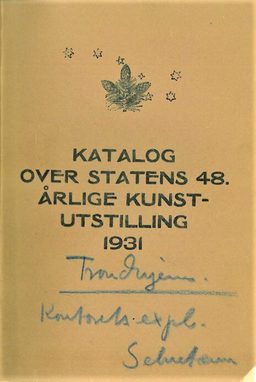 KATALOG
OVER STATENS 48.
ÅRLIGE KUNST-
UTSTILLING
1931
Trondhjem.
Kontorets expl.